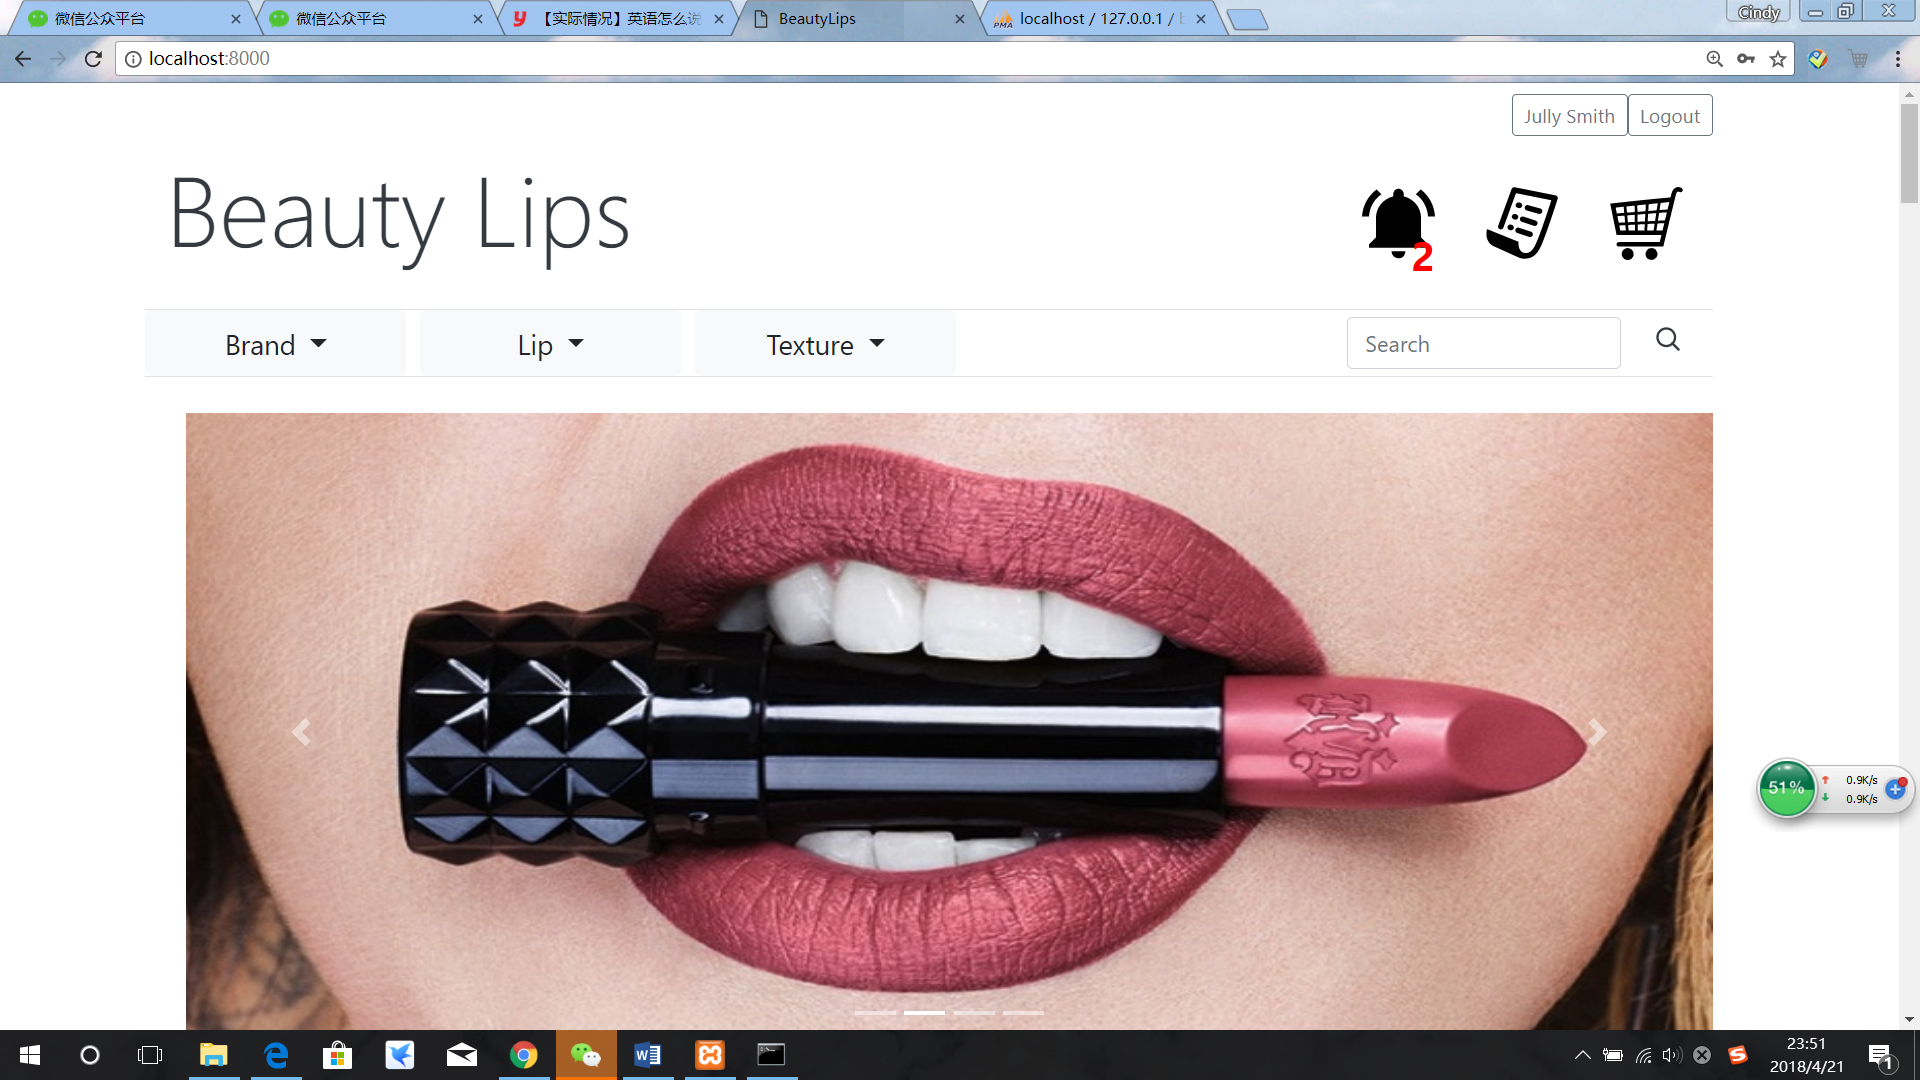 微信公众平台
微信公众平台
【实际情况】英语怎么说
BeautyLips
localhost / 127.0.0.1 / b
Cindy
localhost:8000
Jully Smith
Logout
Beauty Lips
2
Brand
Lip
Texture
Search
51%
0.9K/s
0.9K/s
23:51
2018/4/21
1